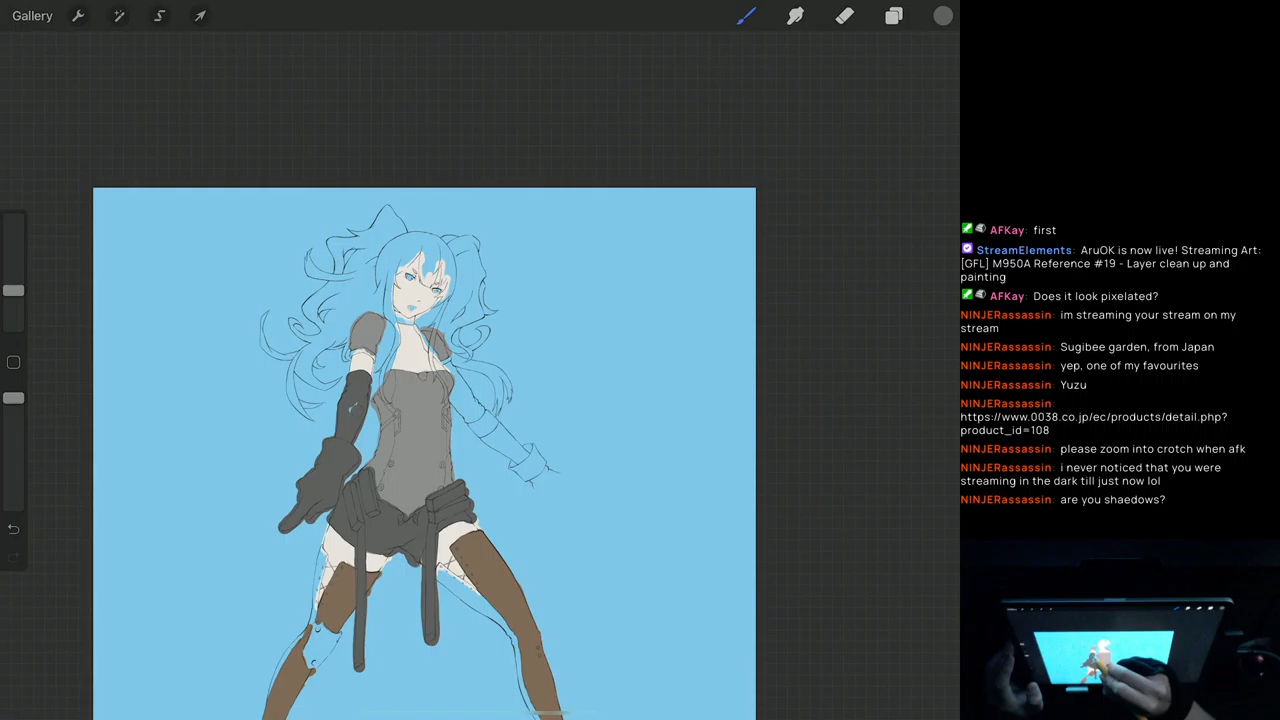 Gallery
AFKay: first
StreamElements: AruOK is now live! Streaming Art:
[GFL] M950A Reference #19 - Layer clean up and
painting
AFKay: Does it look pixelated?
NINJERassassin: im streaming your stream on my
stream
NINJERassassin: Sugibee garden, from Japan
NINJERassassin: yep, one of my favourites
NINJERassassin: Yuzu
NINJERassassin:
https://www.0038.co.jp/ec/products/detail.php?
product_id=108
NINJERassassin: please zoom into crotch when afk
NINJERassassin: i never noticed that you were
streaming in the dark till just now lol
NINJERassassin: are you shaedows?